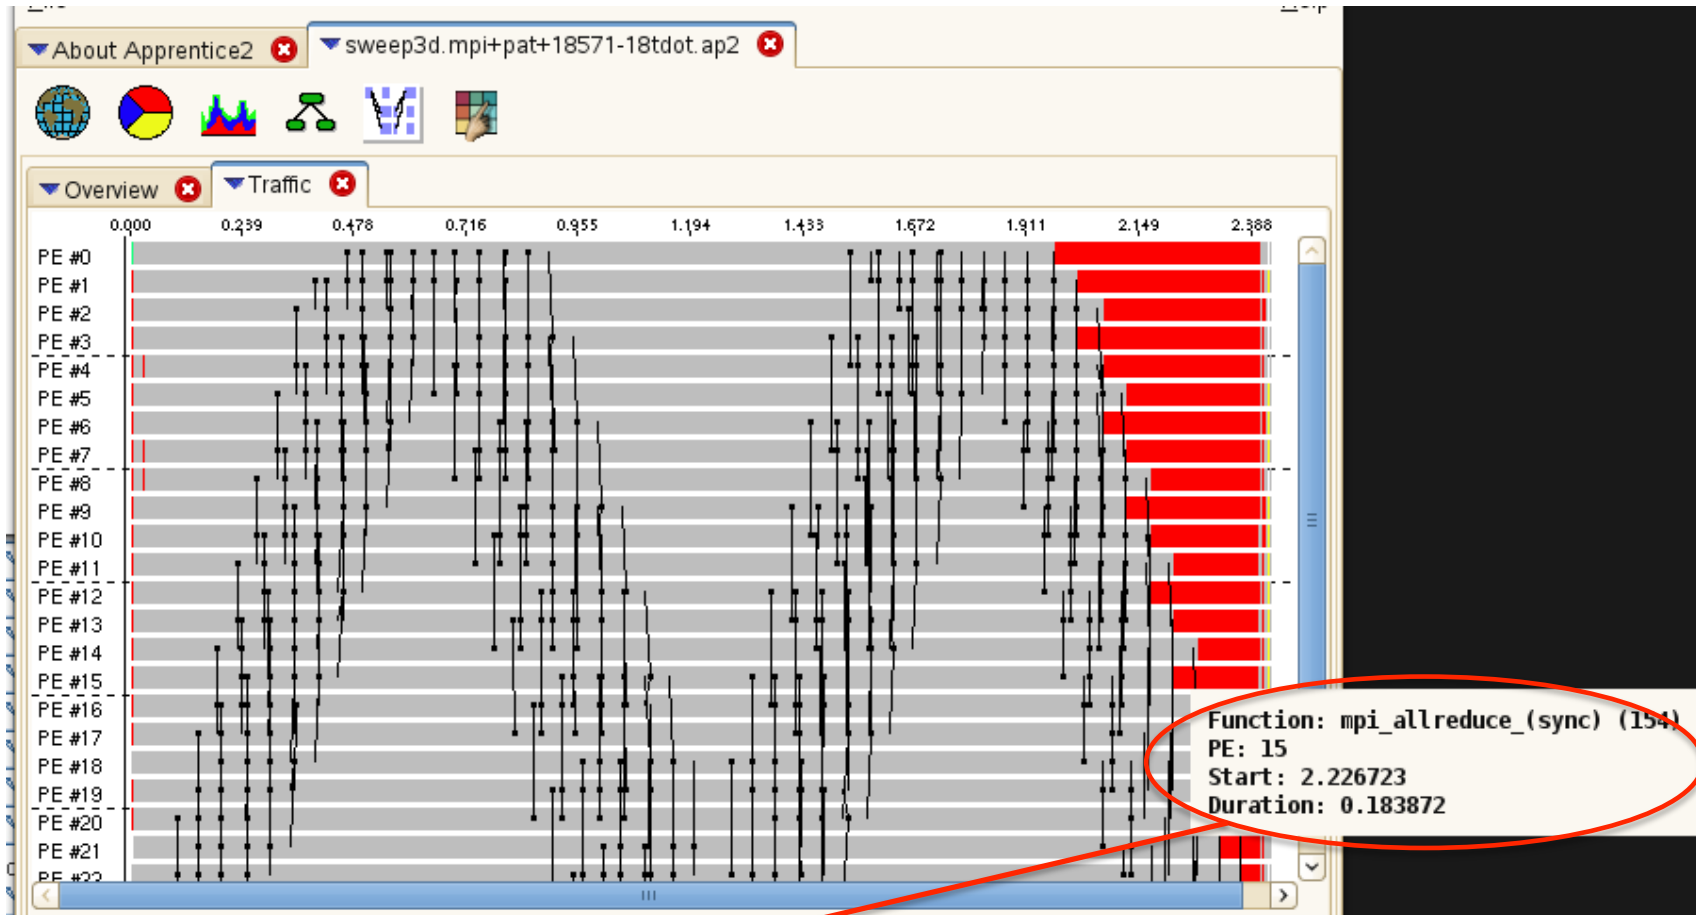 About Apprentice2
sweep3d.mpi+pat+18571-18tdot.ap2
Overview
Traffic
0.000 0.239 0.478 0.716 0.955 1.194 1.433 1.672 1.911 2.149 2.388
PE #0
PE #1
PE #2
PE #3
PE #4
PE #5
PE #6
PE #7
PE #8
PE #9
PE #10
PE #11
PE #12
PE #13
PE #14
PE #15
PE #16
PE #17
PE #18
PE #19
PE #20
PE #21
PE #22
Function: mpi_allreduce_(sync) (154)
PE: 15
Start: 2.226723
Duration: 0.183872